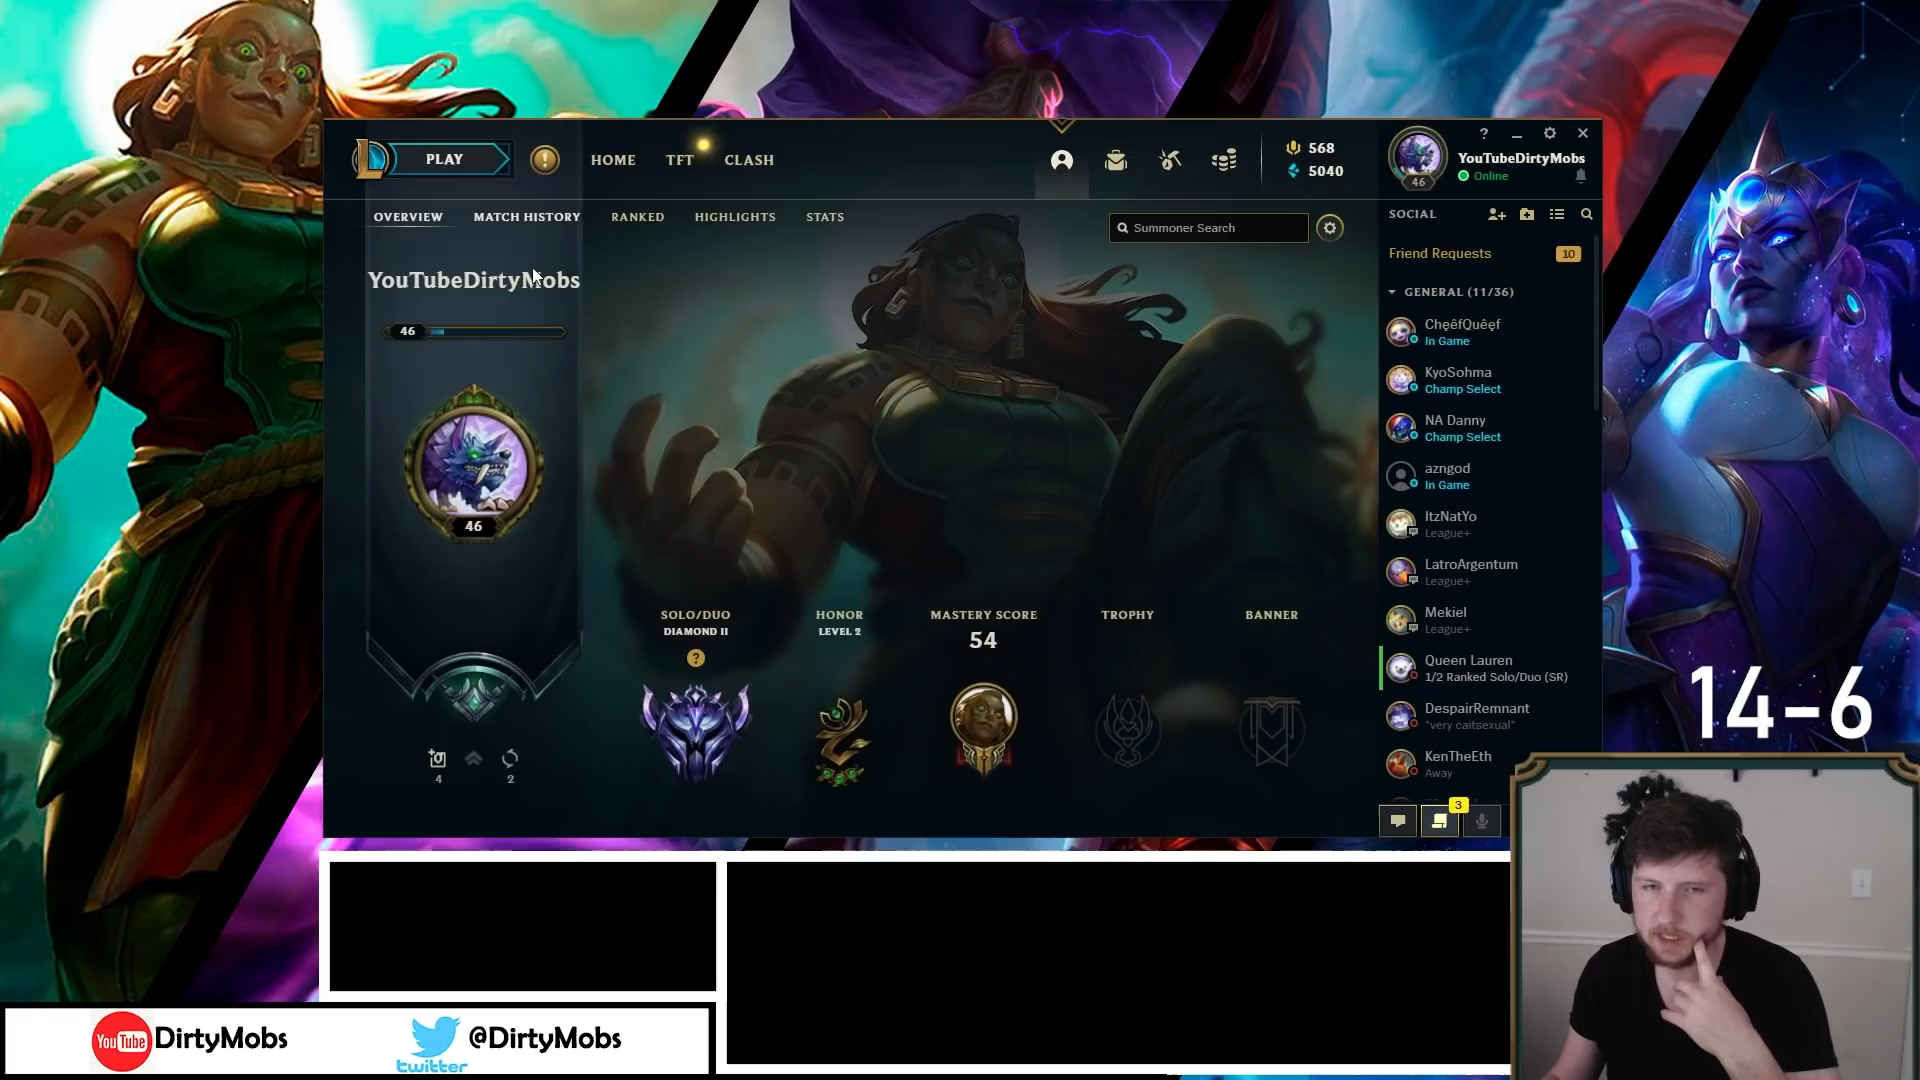 PLAY
HOME
TFT
CLASH
568
5040
46
YouTubeDirtyMobs
Online
OVERVIEW
MATCH HISTORY
RANKED
HIGHLIGHTS
STATS
Summoner Search
YouTubeDirtyMobs
46
46
4
2
SOLO/DUO
DIAMOND II
?
HONOR
LEVEL 2
MASTERY SCORE
54
TROPHY
BANNER
SOCIAL
Friend Requests
10
GENERAL (11/36)
ChęêfQuêęf
In Game
KyoSohma
Champ Select
NA Danny
Champ Select
azngod
In Game
ItzNatYo
League+
LatroArgentum
League+
Mekiel
League+
Queen Lauren
1/2 Ranked Solo/Duo (SR)
DespairRemnant
"very caitsexual"
KenTheEth
Away
3
14-6
YouTube
DirtyMobs
twitter
@DirtyMobs